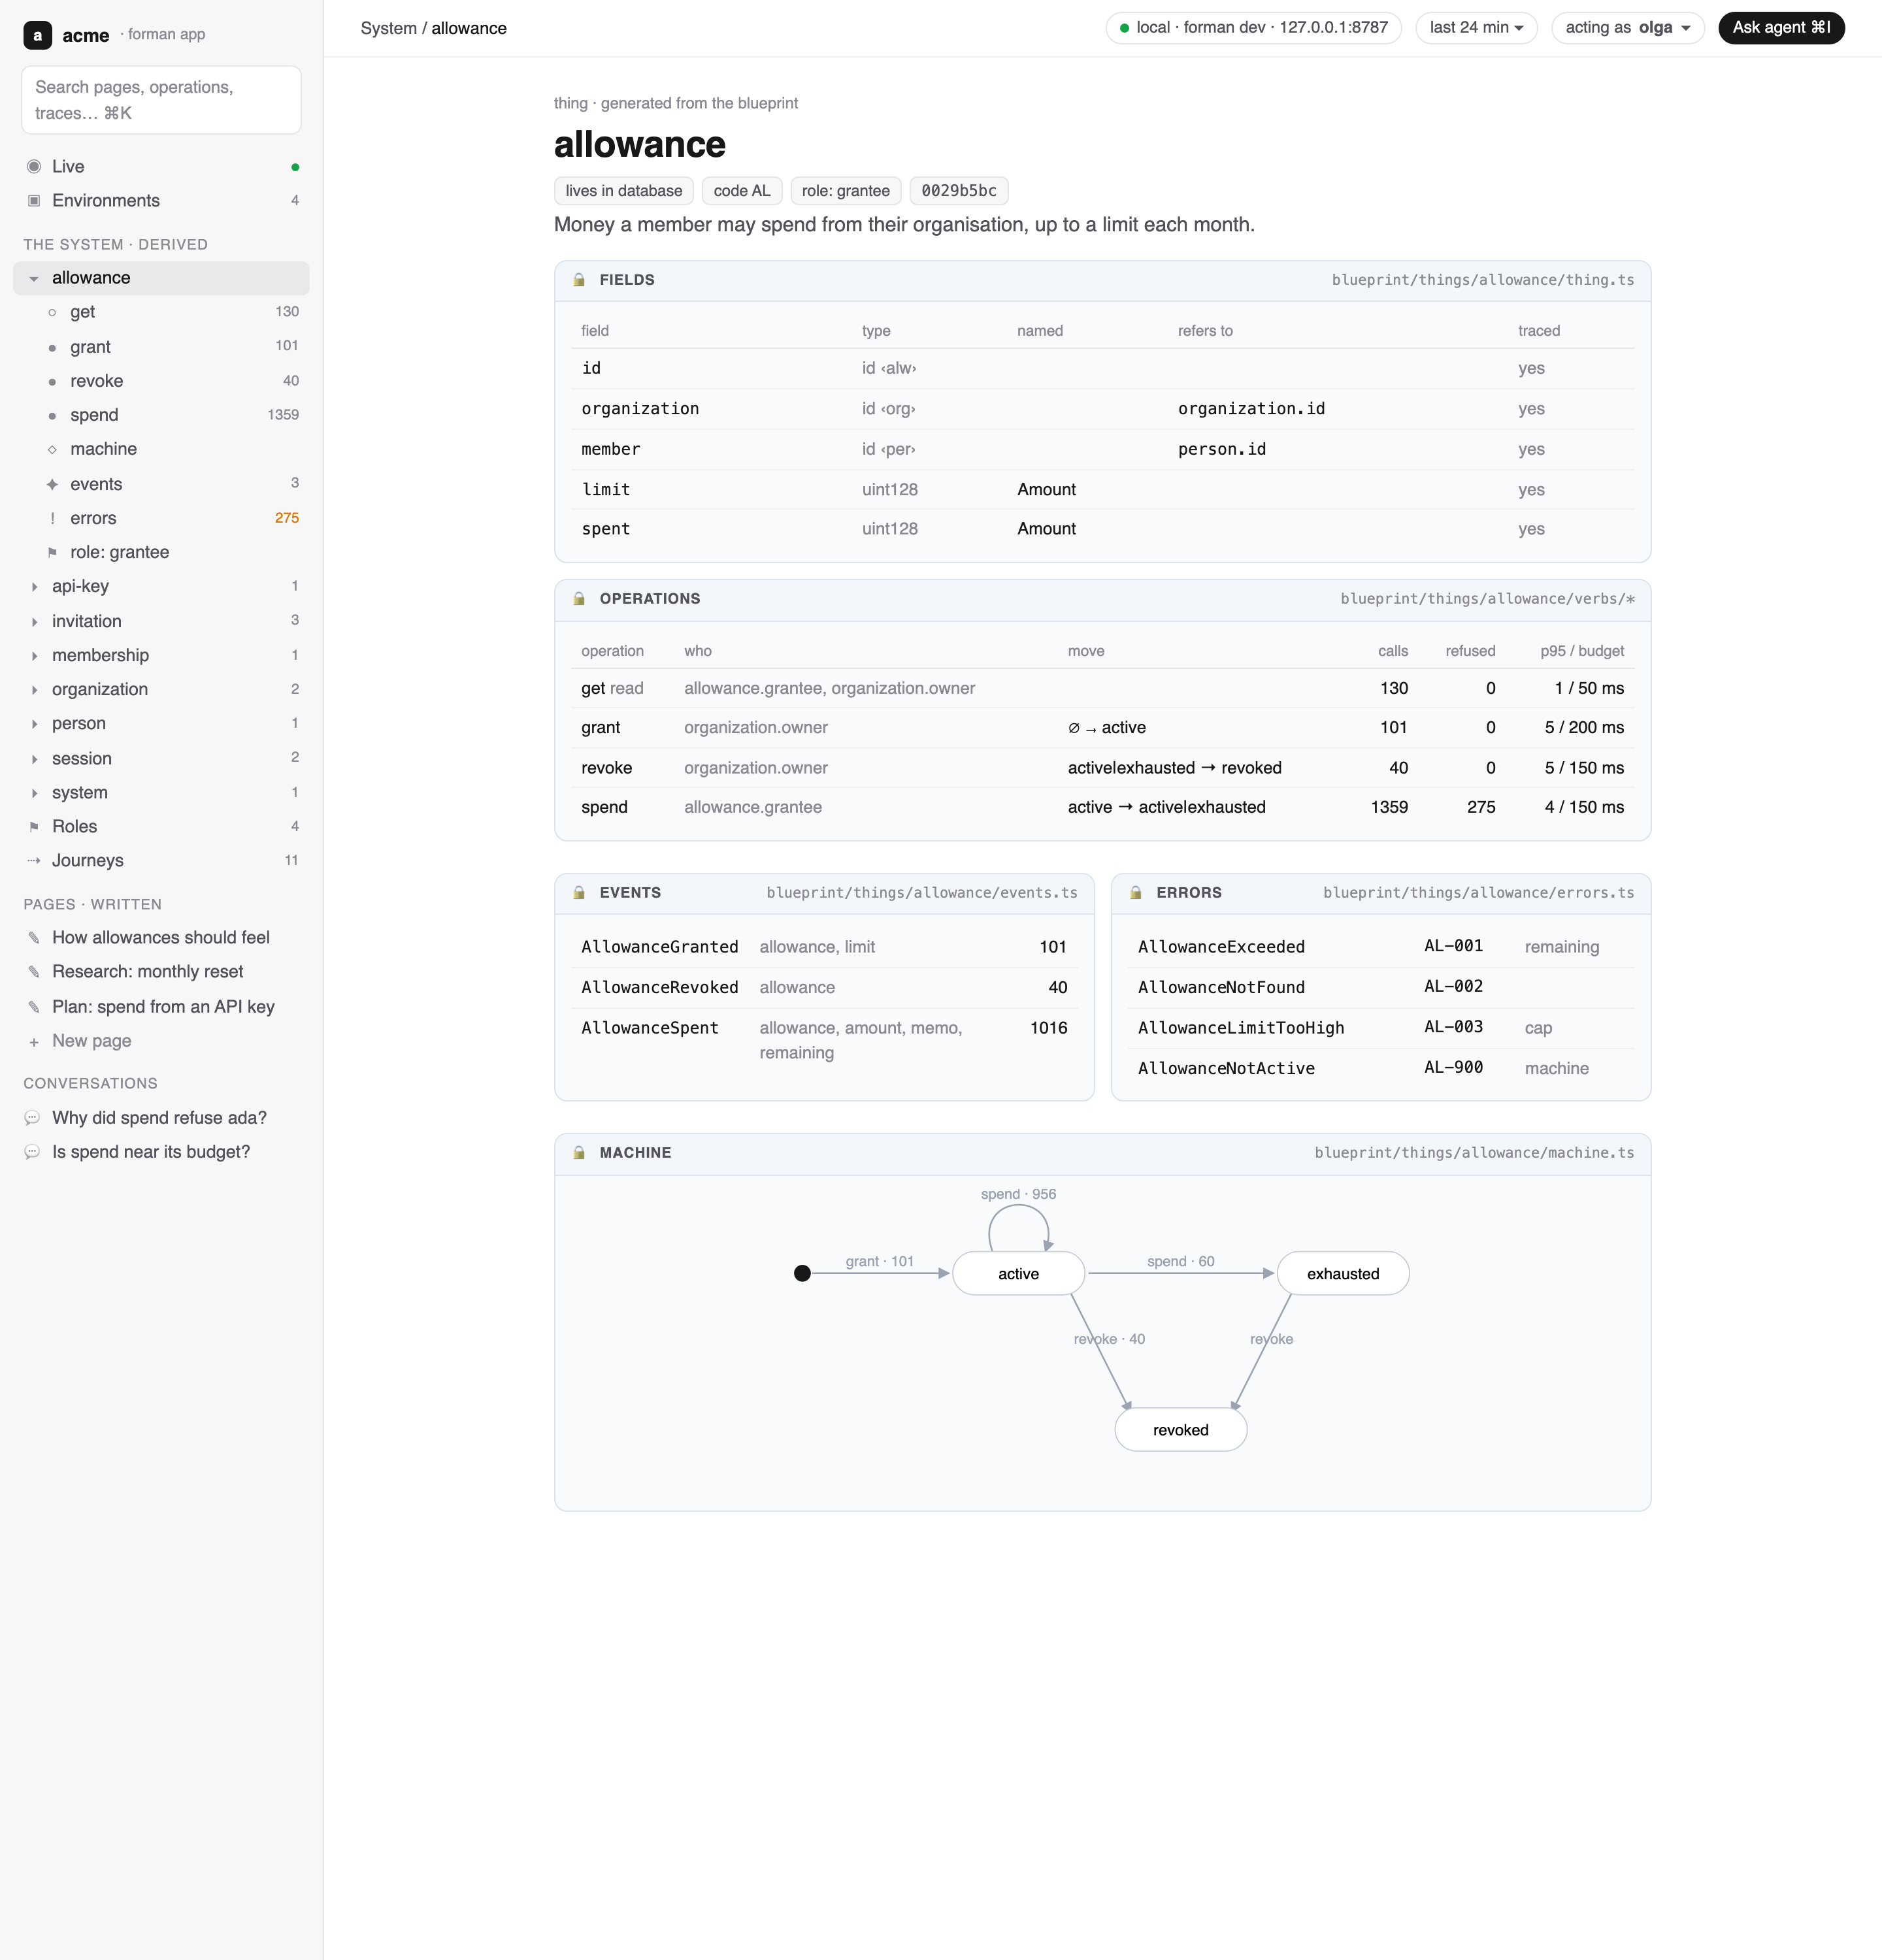 a acme · forman app
Search pages, operations,
traces… ⌘K
Live
Environments 4
THE SYSTEM · DERIVED
allowance
get 130
grant 101
revoke 40
spend 1359
machine
events 3
! errors 275
role: grantee
api-key 1
invitation 3
membership 1
organization 2
person 1
session 2
system 1
Roles 4
Journeys 11
PAGES · WRITTEN
How allowances should feel
Research: monthly reset
Plan: spend from an API key
+ New page
CONVERSATIONS
Why did spend refuse ada?
Is spend near its budget?
System / allowance
local · forman dev · 127.0.0.1:8787
last 24 min
acting as olga
Ask agent ⌘I
thing · generated from the blueprint
allowance
lives in database code AL role: grantee 0029b5bc
Money a member may spend from their organisation, up to a limit each month.
FIELDS blueprint/things/allowance/thing.ts
field type named refers to traced
id id ‹alw› yes
organization id ‹org› organization.id yes
member id ‹per› person.id yes
limit uint128 Amount yes
spent uint128 Amount yes
OPERATIONS blueprint/things/allowance/verbs/*
operation who move calls refused p95 / budget
get read allowance.grantee, organization.owner 130 0 1 / 50 ms
grant organization.owner ∅ → active 101 0 5 / 200 ms
revoke organization.owner active|exhausted → revoked 40 0 5 / 150 ms
spend allowance.grantee active → active|exhausted 1359 275 4 / 150 ms
EVENTS blueprint/things/allowance/events.ts
AllowanceGranted allowance, limit 101
AllowanceRevoked allowance 40
AllowanceSpent allowance, amount, memo, 1016
remaining
ERRORS blueprint/things/allowance/errors.ts
AllowanceExceeded AL-001 remaining
AllowanceNotFound AL-002
AllowanceLimitTooHigh AL-003 cap
AllowanceNotActive AL-900 machine
MACHINE blueprint/things/allowance/machine.ts
spend · 956
grant · 101
spend · 60
active
exhausted
revoke · 40
revoke
revoked